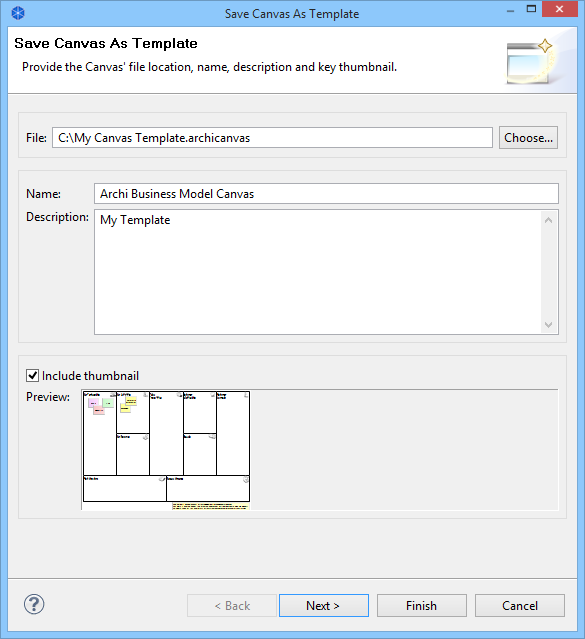 Save Canvas As Template
Save Canvas As Template
Provide the Canvas' file location, name, description and key thumbnail.
File: C:\My Canvas Template.archicanvas Choose...
Name: Archi Business Model Canvas
Description: My Template
Include thumbnail
Preview:
? < Back Next > Finish Cancel